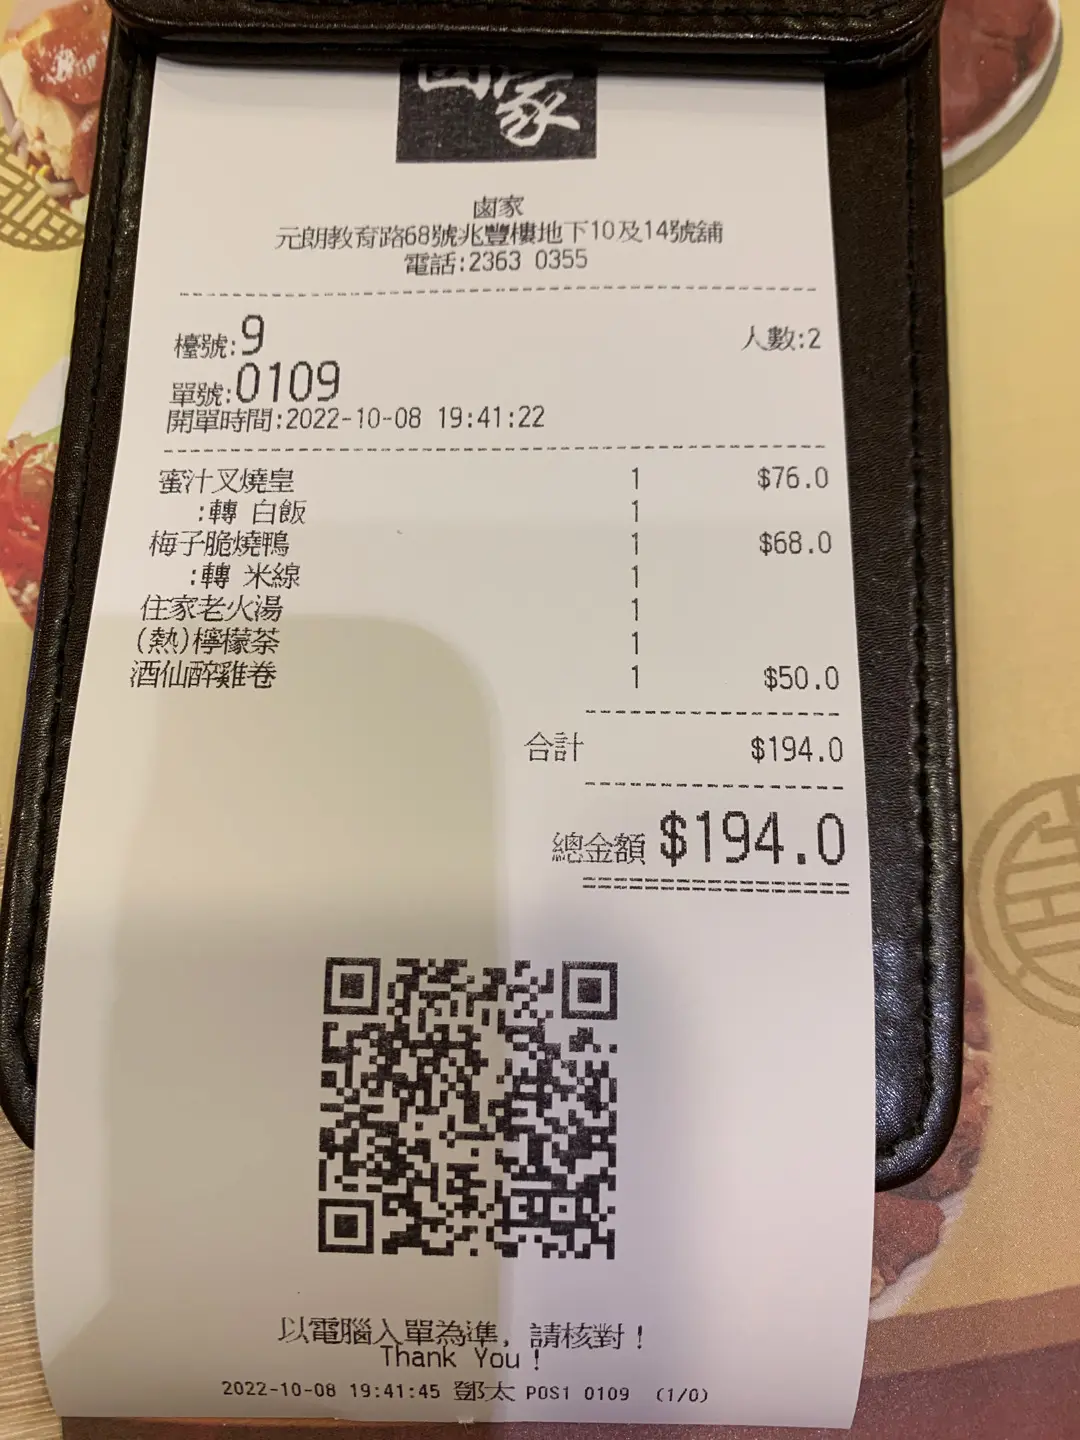 鹵家
鹵家
元朗教育路68號兆豐樓地下10及14號舖
電話:2363 0355
檯號:9
人數:2
單號:0109
開單時間:2022-10-08 19:41:22
蜜汁叉燒皇 1 $76.0
:轉 白飯 1
梅子脆燒鴨 1 $68.0
:轉 米線 1
住家老火湯 1
(熱)檸檬茶 1
酒仙醉雞卷 1 $50.0
合計 $194.0
總金額 $194.0
以電腦入單為準, 請核對!
Thank You !
2022-10-08 19:41:45 鄧太 POS1 0109 (1/0)